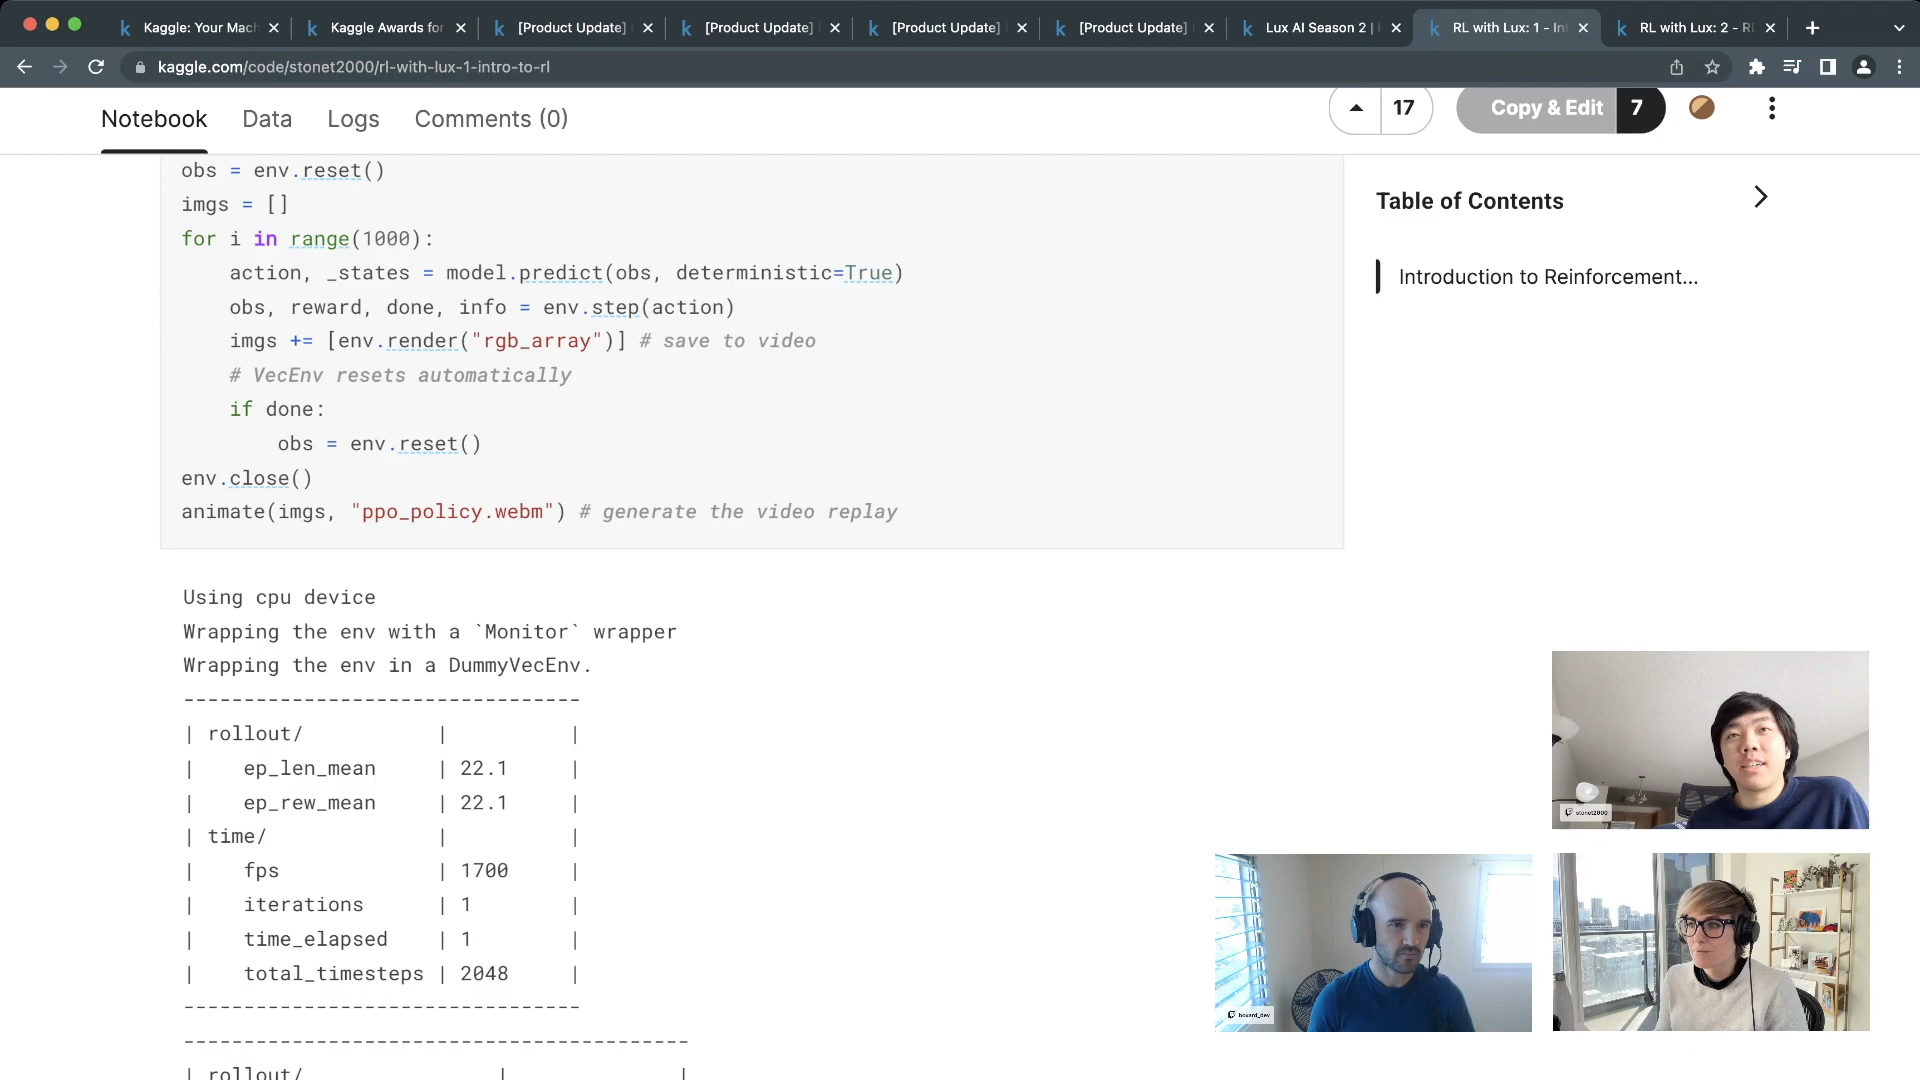 Kaggle: Your Mach
Kaggle Awards for
[Product Update]
[Product Update]
[Product Update]
[Product Update]
Lux AI Season 2 |
RL with Lux: 1 - In
RL with Lux: 2 - RL
kaggle.com/code/stonet2000/rl-with-lux-1-intro-to-rl
Notebook
Data
Logs
Comments (0)
17
Copy & Edit
7
obs = env.reset()
imgs = []
for i in range(1000):
    action, _states = model.predict(obs, deterministic=True)
    obs, reward, done, info = env.step(action)
    imgs += [env.render("rgb_array")] # save to video
    # VecEnv resets automatically
    if done:
        obs = env.reset()
env.close()
animate(imgs, "ppo_policy.webm") # generate the video replay
Table of Contents
Introduction to Reinforcement...
Using cpu device
Wrapping the env with a `Monitor` wrapper
Wrapping the env in a DummyVecEnv.
---------------------------------
| rollout/           |          |
|    ep_len_mean     | 22.1     |
|    ep_rew_mean     | 22.1     |
| time/              |          |
|    fps             | 1700     |
|    iterations      | 1        |
|    time_elapsed    | 1        |
|    total_timesteps | 2048     |
---------------------------------
------------------------------------------
| rollout/                |              |
stonet2000
bovard_dev